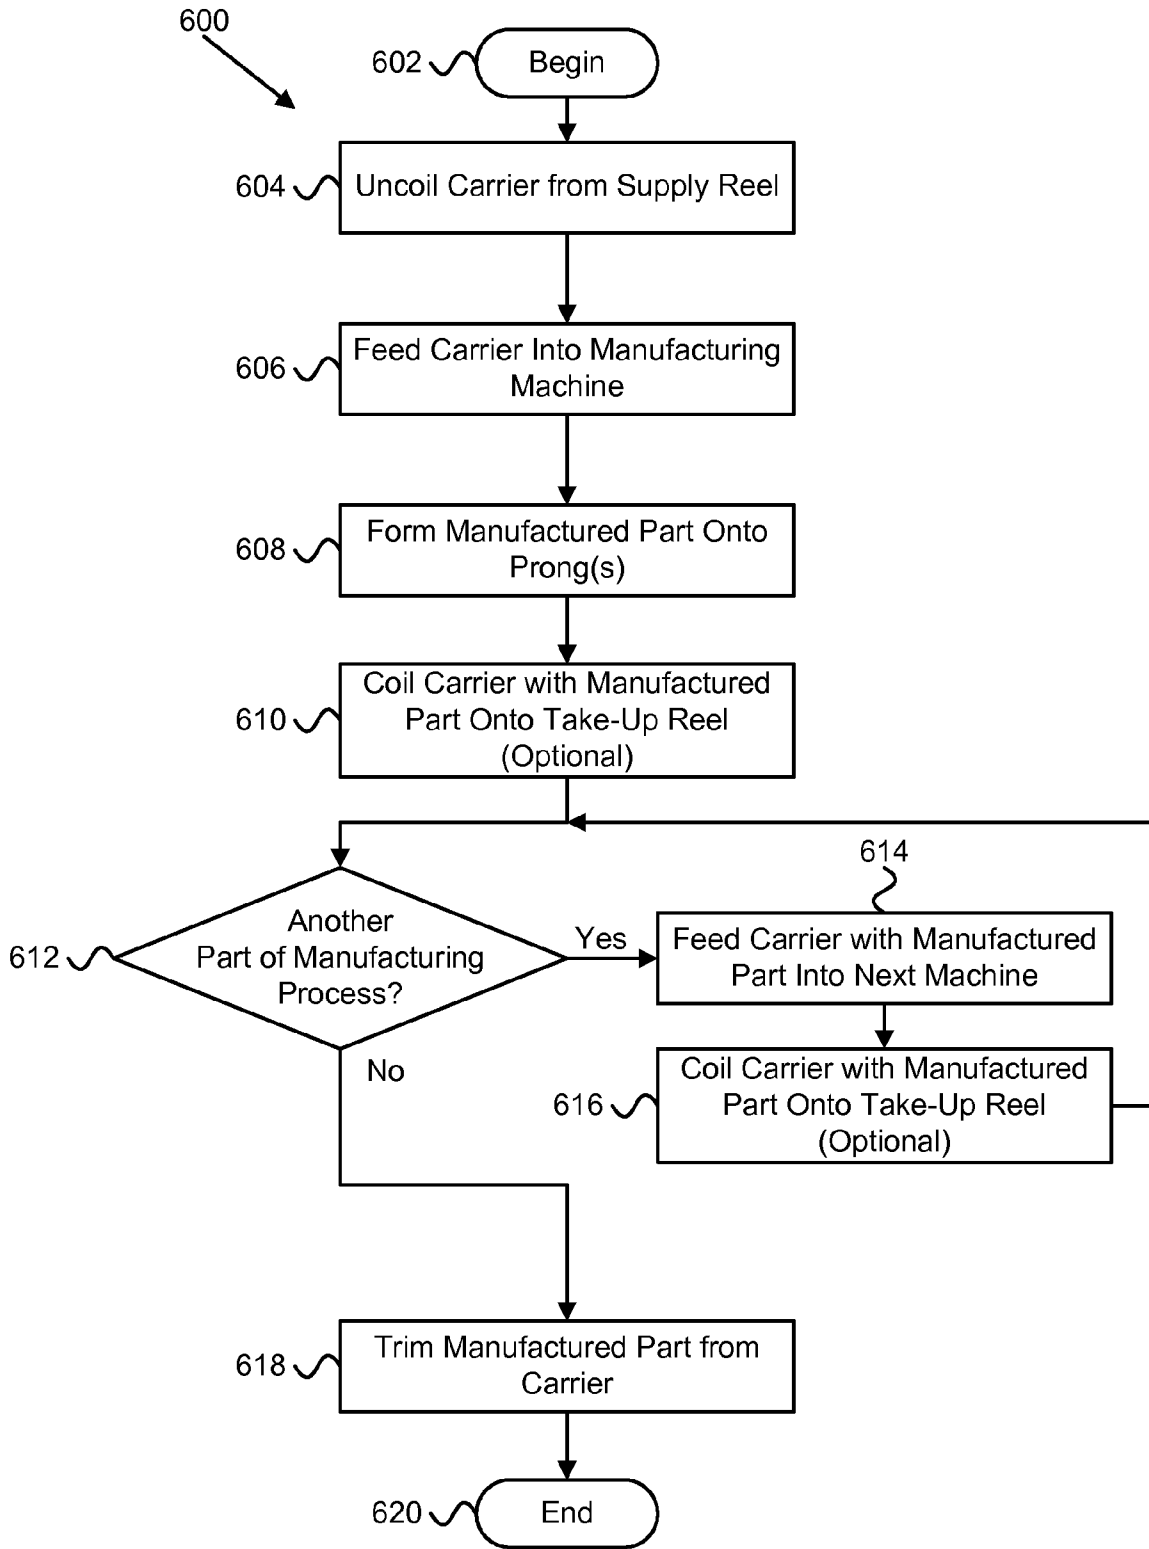 600
602
Begin
604
Uncoil Carrier from Supply Reel
606
Feed Carrier Into Manufacturing
Machine
608
Form Manufactured Part Onto
Prong(s)
610
Coil Carrier with Manufactured
Part Onto Take-Up Reel
(Optional)
612
Another
Part of Manufacturing
Process?
Yes
614
Feed Carrier with Manufactured
Part Into Next Machine
No
616
Coil Carrier with Manufactured
Part Onto Take-Up Reel
(Optional)
618
Trim Manufactured Part from
Carrier
620
End